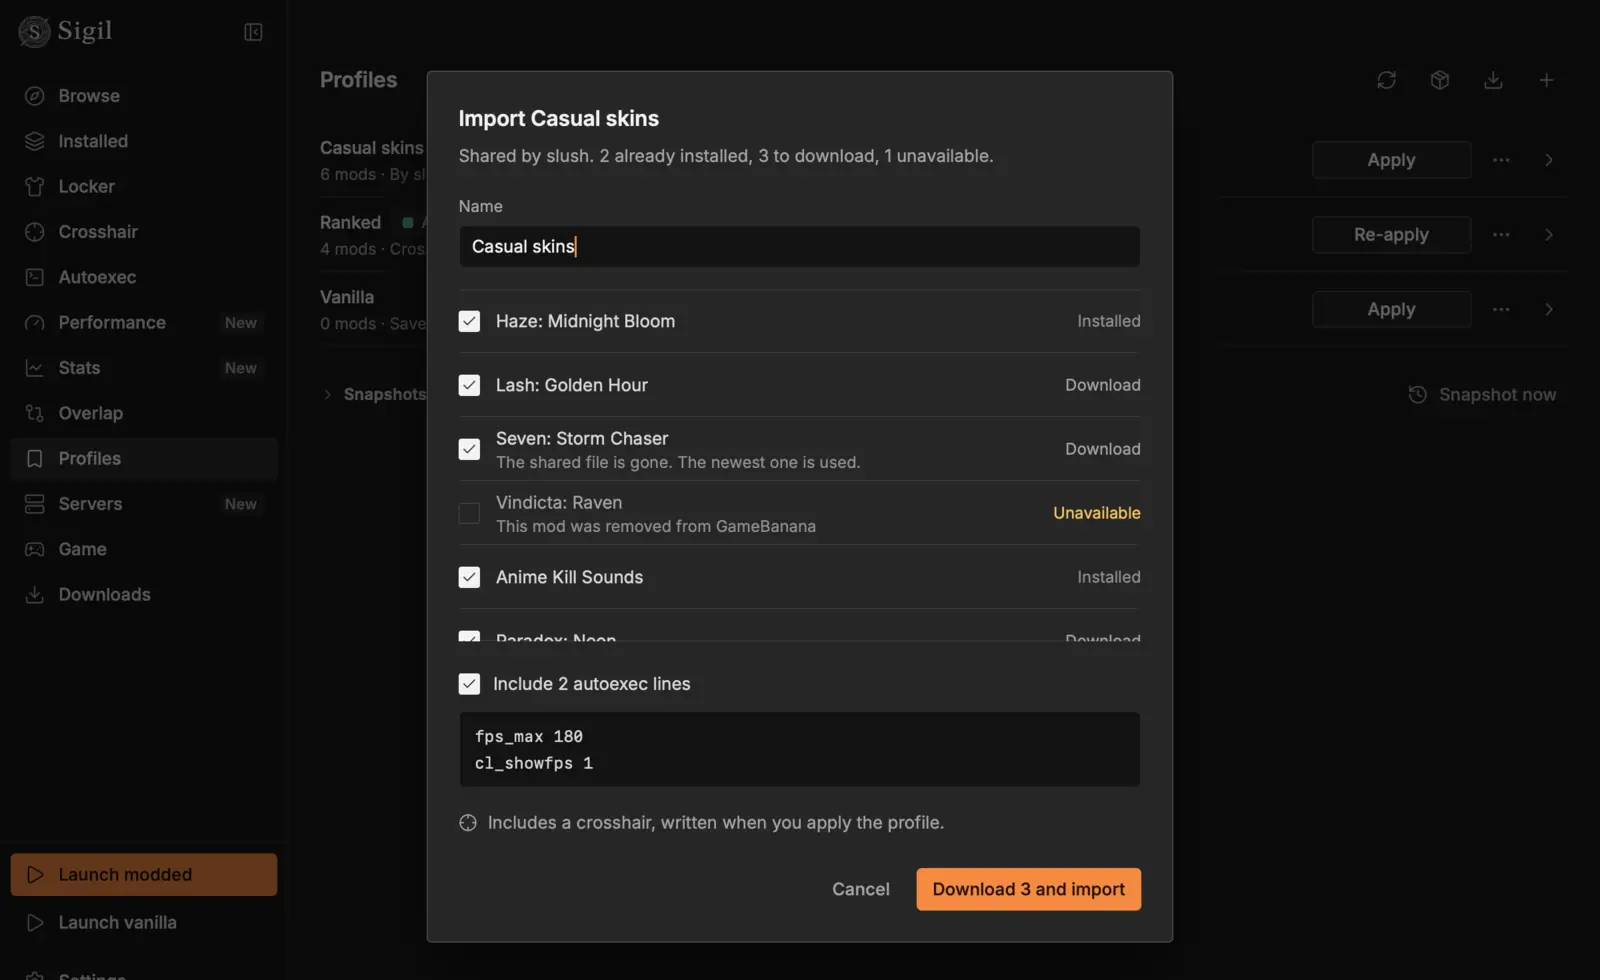 Sigil
Browse
Installed
Locker
Crosshair
Autoexec
Performance New
Stats New
Overlap
Profiles
Servers New
Game
Downloads
Launch modded
Launch vanilla
Settings
Profiles
Casual skins
6 mods · By sl
Apply
Ranked
4 mods · Cros
Re-apply
Vanilla
0 mods · Save
Apply
Snapshots
Snapshot now
Import Casual skins
Shared by slush. 2 already installed, 3 to download, 1 unavailable.
Name
Casual skins
Haze: Midnight Bloom Installed
Lash: Golden Hour Download
Seven: Storm Chaser Download
The shared file is gone. The newest one is used.
Vindicta: Raven Unavailable
This mod was removed from GameBanana
Anime Kill Sounds Installed
Paradox: Neon Download
Include 2 autoexec lines
fps_max 180
cl_showfps 1
Includes a crosshair, written when you apply the profile.
Cancel
Download 3 and import